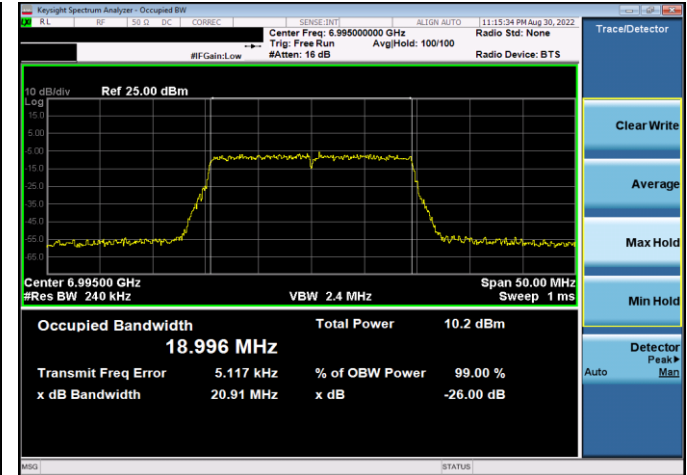 Keysight Spectrum Analyzer - Occupied BW
RL RF 50 Ω DC CORREC SENSE:INT ALIGN AUTO 11:15:34 PM Aug 30, 2022
Center Freq: 6.995000000 GHz Radio Std: None
Trig: Free Run Avg|Hold: 100/100
#IFGain:Low #Atten: 16 dB Radio Device: BTS
Trace/Detector
10 dB/div Ref 25.00 dBm
Log
15.0
5.00
-5.00
-15.0
-25.0
-35.0
-45.0
-55.0
-65.0
Center 6.99500 GHz Span 50.00 MHz
#Res BW 240 kHz VBW 2.4 MHz Sweep 1 ms
Occupied Bandwidth Total Power 10.2 dBm
18.996 MHz
Transmit Freq Error 5.117 kHz % of OBW Power 99.00 %
x dB Bandwidth 20.91 MHz x dB -26.00 dB
Clear Write
Average
Max Hold
Min Hold
Detector
Peak▶
Auto Man
MSG STATUS